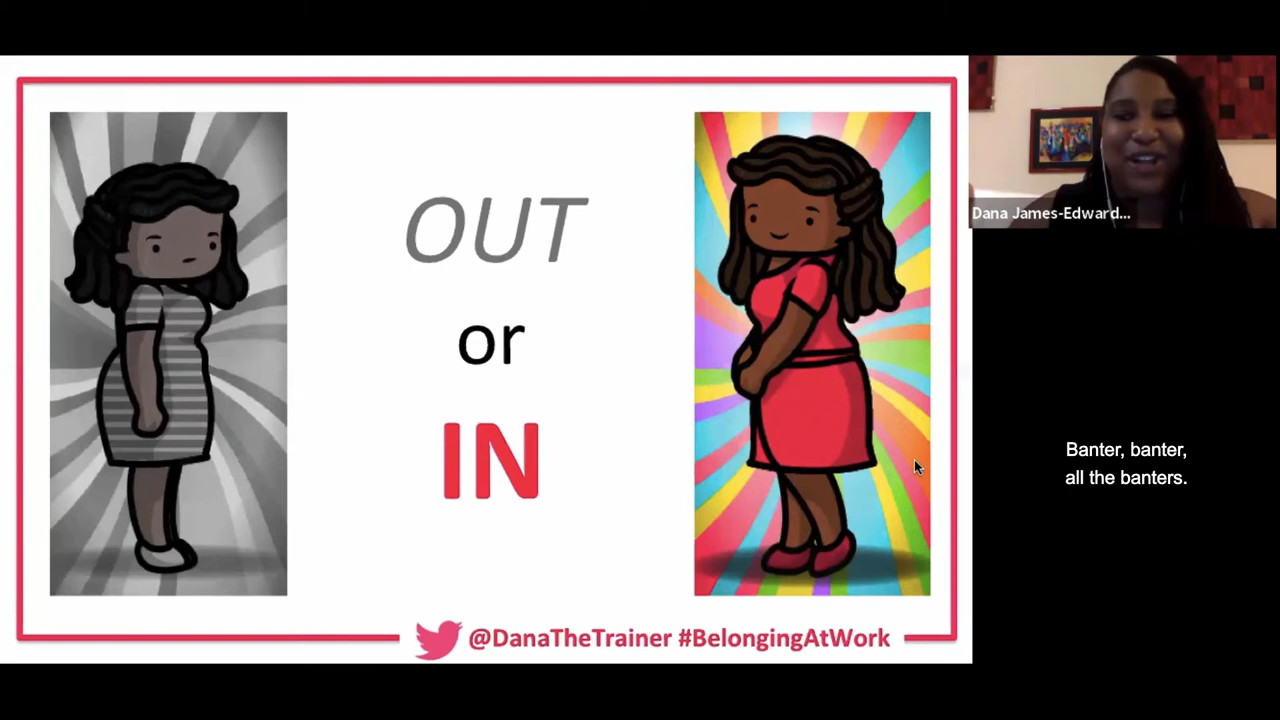 OUT
or
IN
@DanaTheTrainer #BelongingAtWork
Dana James-Edward...
Banter, banter,
all the banters.